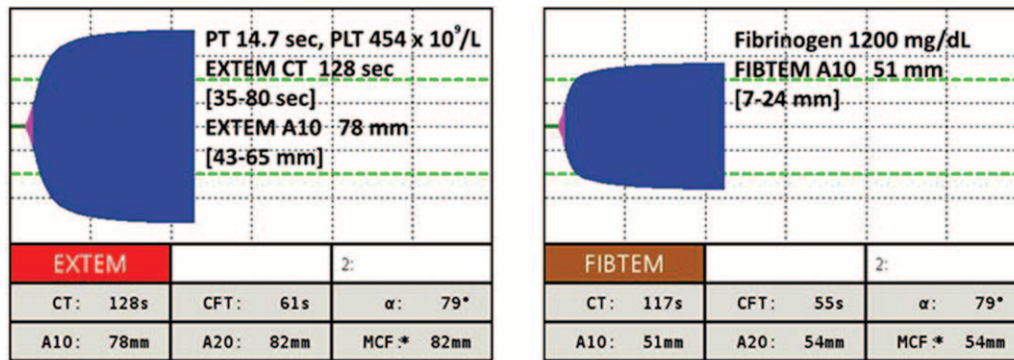 PT 14.7 sec, PLT 454 x 10⁹/L
EXTEM CT 128 sec
[35-80 sec]
EXTEM A10 78 mm
[43-65 mm]
EXTEM
2:
CT: 128s
CFT: 61s
α: 79°
A10: 78mm
A20: 82mm
MCF:* 82mm
Fibrinogen 1200 mg/dL
FIBTEM A10 51 mm
[7-24 mm]
FIBTEM
2:
CT: 117s
CFT: 55s
α: 79°
A10: 51mm
A20: 54mm
MCF:* 54mm